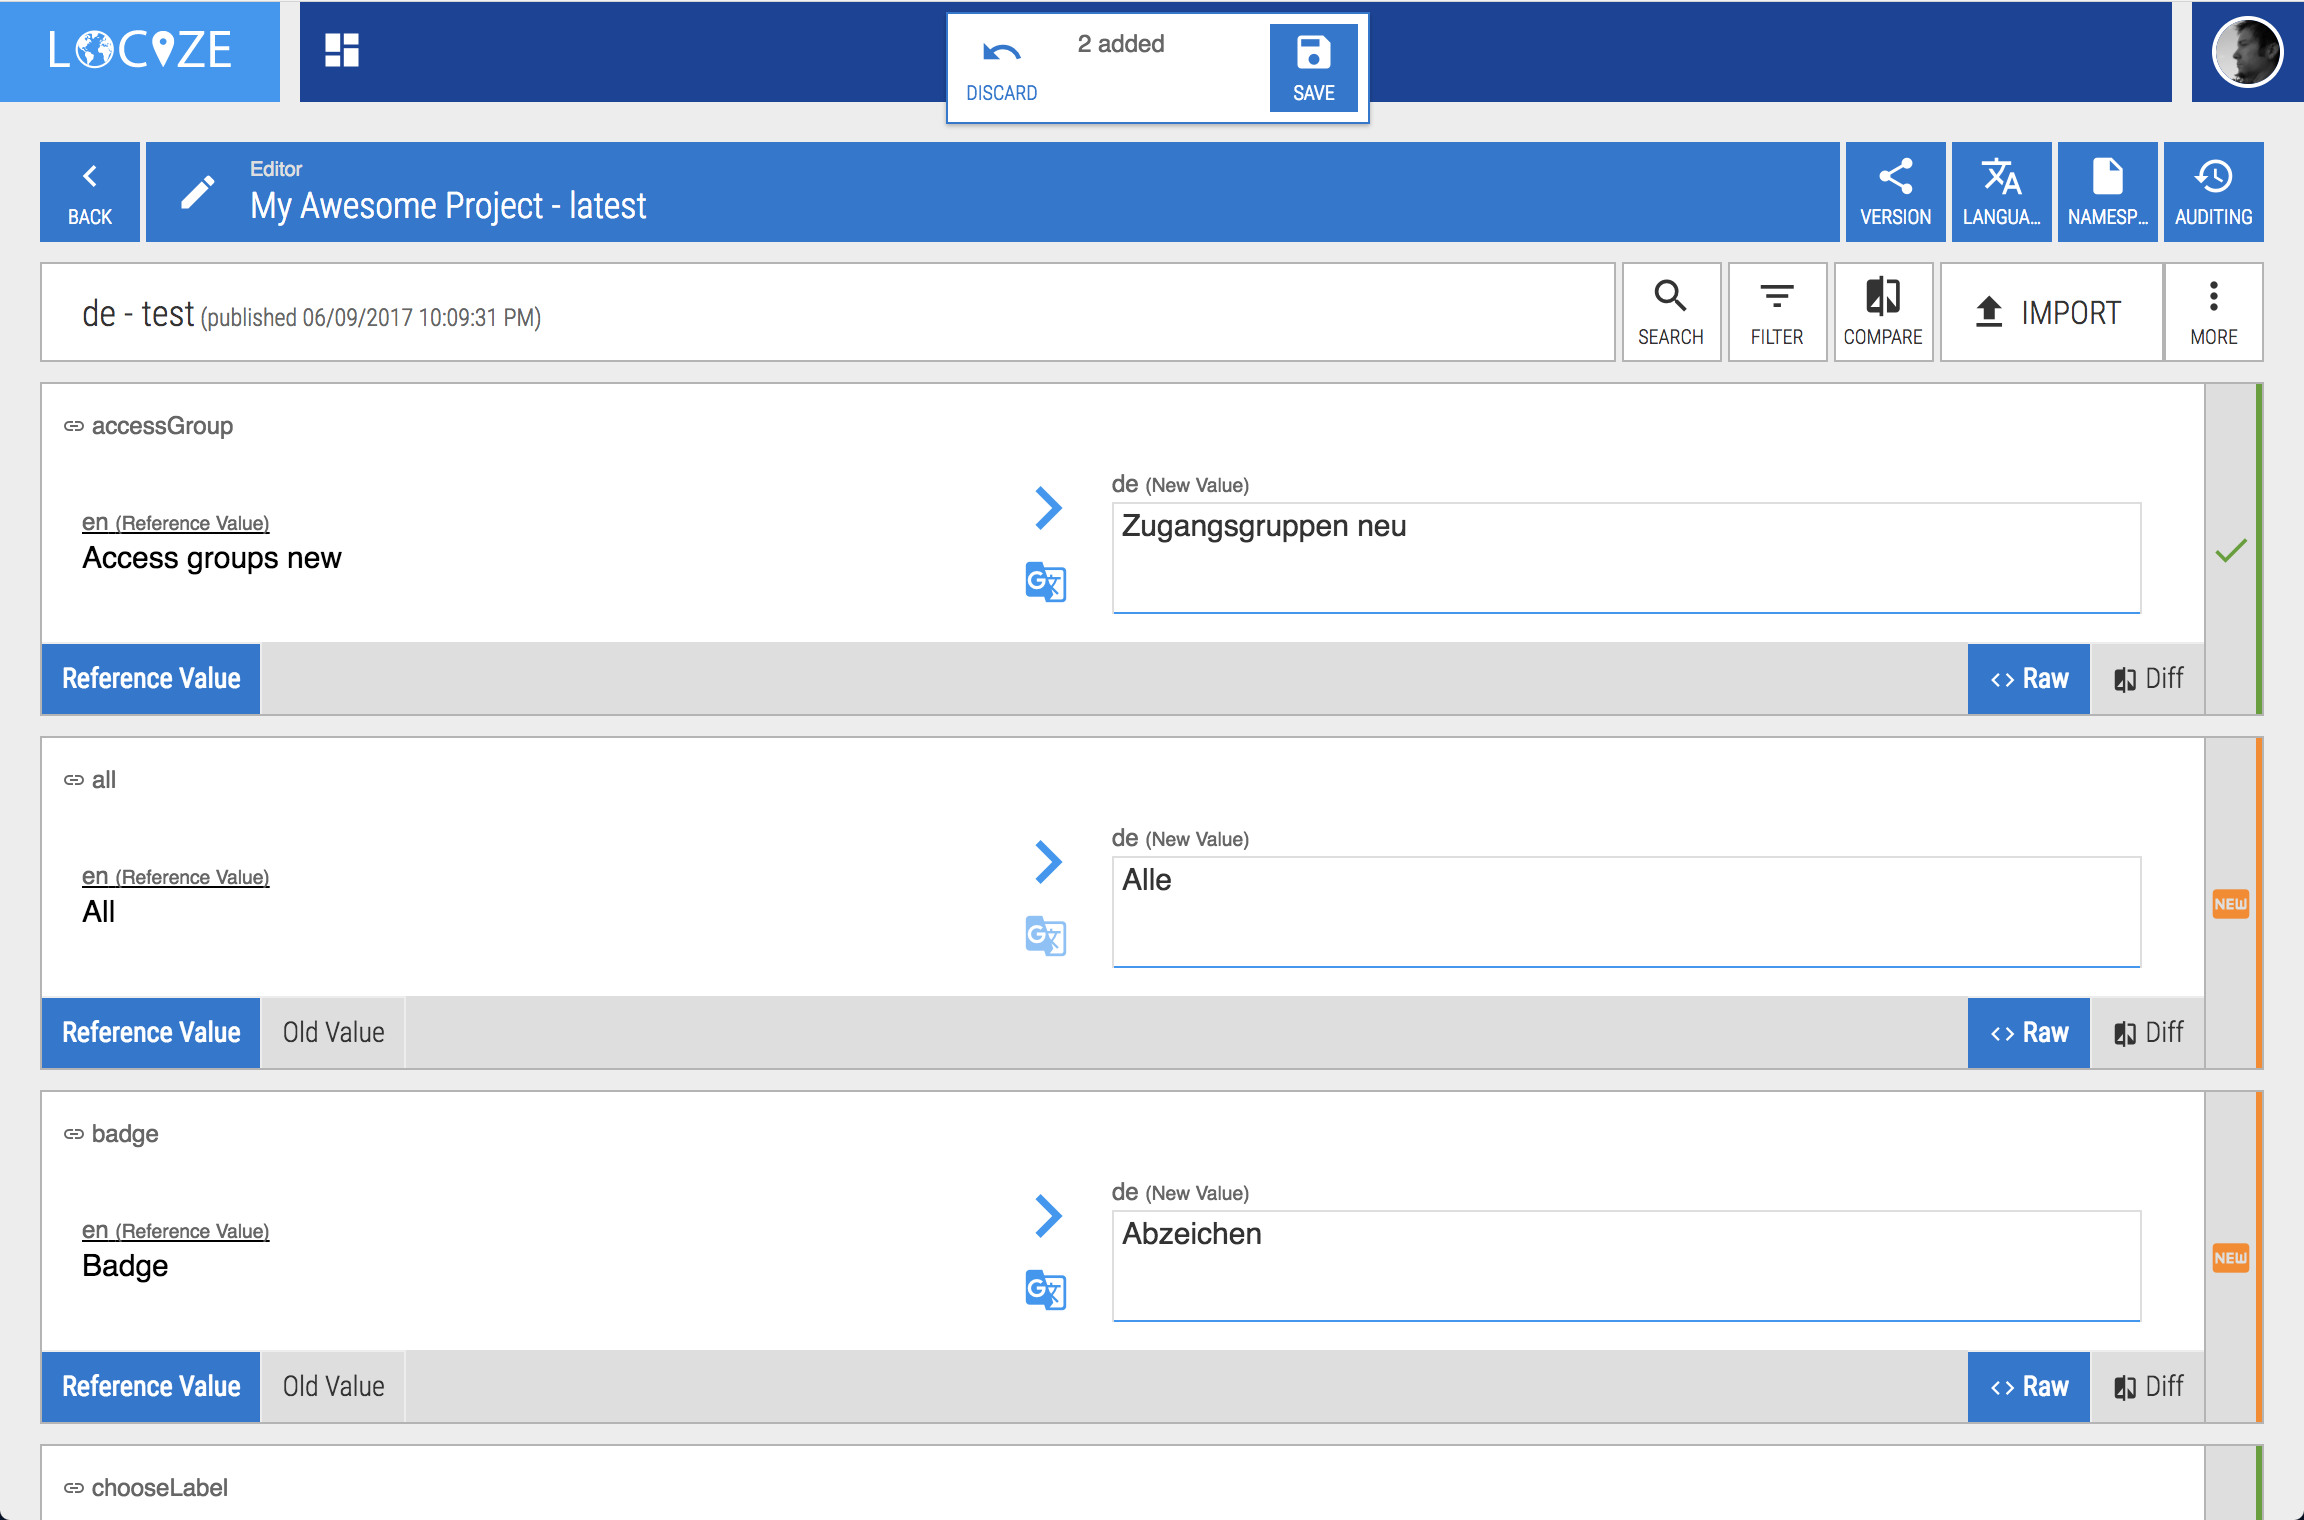 LOCIZE
2 added
DISCARD
SAVE
BACK
Editor
My Awesome Project - latest
VERSION
LANGUA...
NAMESP...
AUDITING
de - test (published 06/09/2017 10:09:31 PM)
SEARCH
FILTER
COMPARE
IMPORT
MORE
accessGroup
en (Reference Value)
Access groups new
de (New Value)
Zugangsgruppen neu
Reference Value
<> Raw
Diff
all
en (Reference Value)
All
de (New Value)
Alle
NEW
Reference Value
Old Value
<> Raw
Diff
badge
en (Reference Value)
Badge
de (New Value)
Abzeichen
NEW
Reference Value
Old Value
<> Raw
Diff
chooseLabel